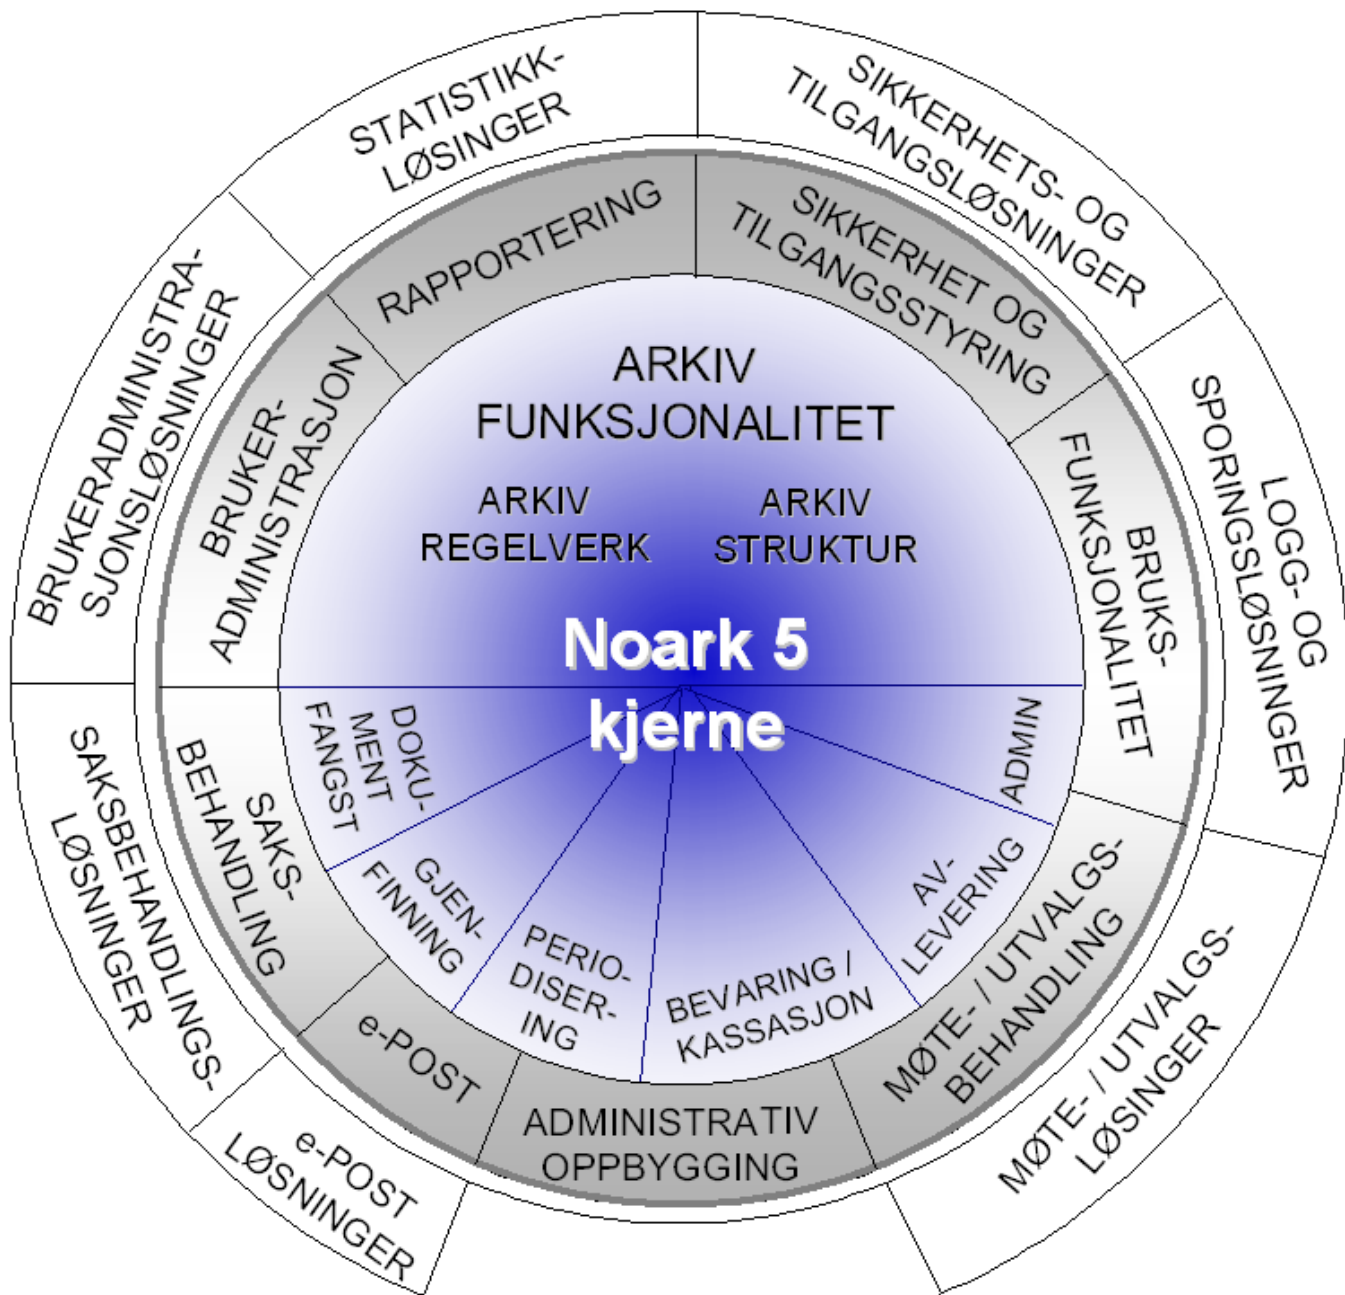 STATISTIKK-
LØSINGER
SIKKERHETS- OG
TILGANGSLØSNINGER
BRUKERADMINISTRA-
SJONSLØSNINGER
LOGG- OG
SPORINGSLØSNINGER
SAKSBEHANDLINGS-
LØSNINGER
e-POST
LØSNINGER
MØTE- / UTVALGS-
LØSINGER
RAPPORTERING
SIKKERHET OG
TILGANGSSTYRING
BRUKER-
ADMINISTRASJON
BRUKS-
FUNKSJONALITET
SAKS-
BEHANDLING
e-POST
ADMINISTRATIV
OPPBYGGING
MØTE- / UTVALGS-
BEHANDLING
ARKIV
FUNKSJONALITET
ARKIV
REGELVERK
ARKIV
STRUKTUR
Noark 5
kjerne
DOKU-
MENT
FANGST
GJEN-
FINNING
PERIO-
DISER-
ING
BEVARING /
KASSASJON
AV-
LEVERING
ADMIN